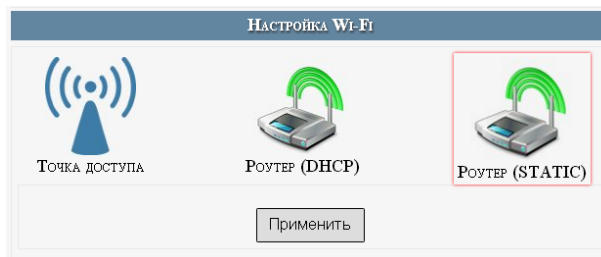 Настройка Wi-Fi
Точка доступа
Роутер (DHCP)
Роутер (STATIC)
Применить